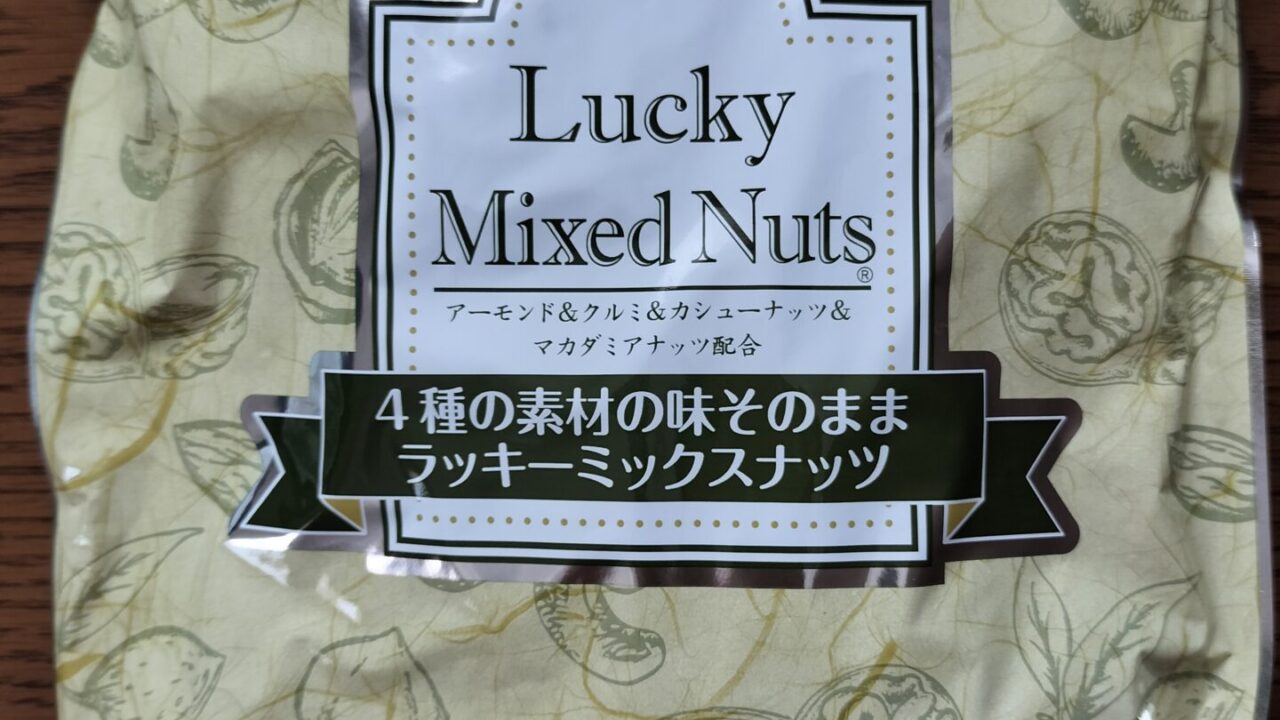 Lucky
Mixed Nuts®
アーモンド&クルミ&カシューナッツ&
マカダミアナッツ配合
4種の素材の味そのまま
ラッキーミックスナッツ